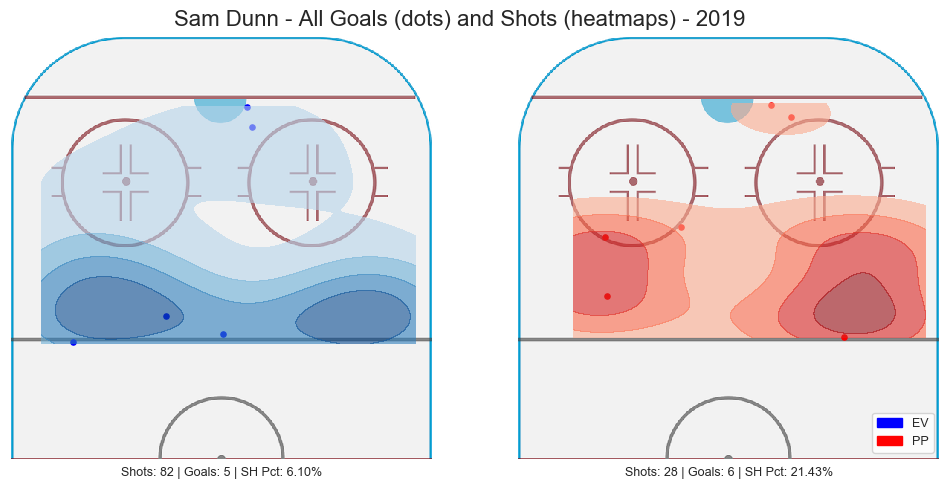 Sam Dunn - All Goals (dots) and Shots (heatmaps) - 2019
EV
PP
Shots: 82 | Goals: 5 | SH Pct: 6.10%
Shots: 28 | Goals: 6 | SH Pct: 21.43%